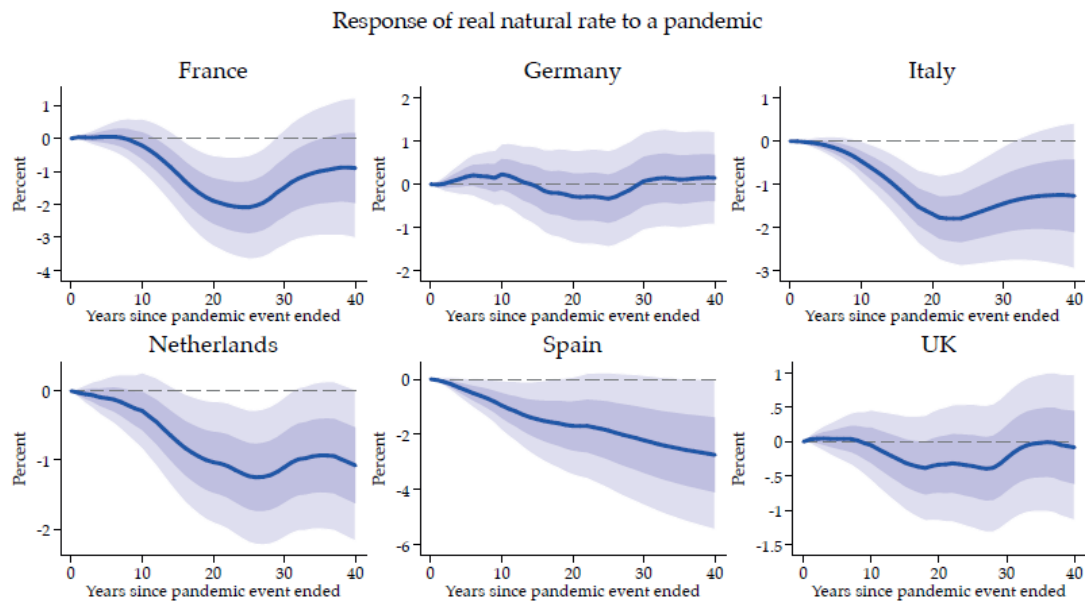 Response of real natural rate to a pandemic
France
Percent
1
0
-1
-2
-3
-4
0 10 20 30 40
Years since pandemic event ended
Germany
Percent
2
1
0
-1
-2
0 10 20 30 40
Years since pandemic event ended
Italy
Percent
1
0
-1
-2
-3
0 10 20 30 40
Years since pandemic event ended
Netherlands
Percent
0
-1
-2
0 10 20 30 40
Years since pandemic event ended
Spain
Percent
0
-2
-4
-6
0 10 20 30 40
Years since pandemic event ended
UK
Percent
1
.5
0
-.5
-1
-1.5
0 10 20 30 40
Years since pandemic event ended